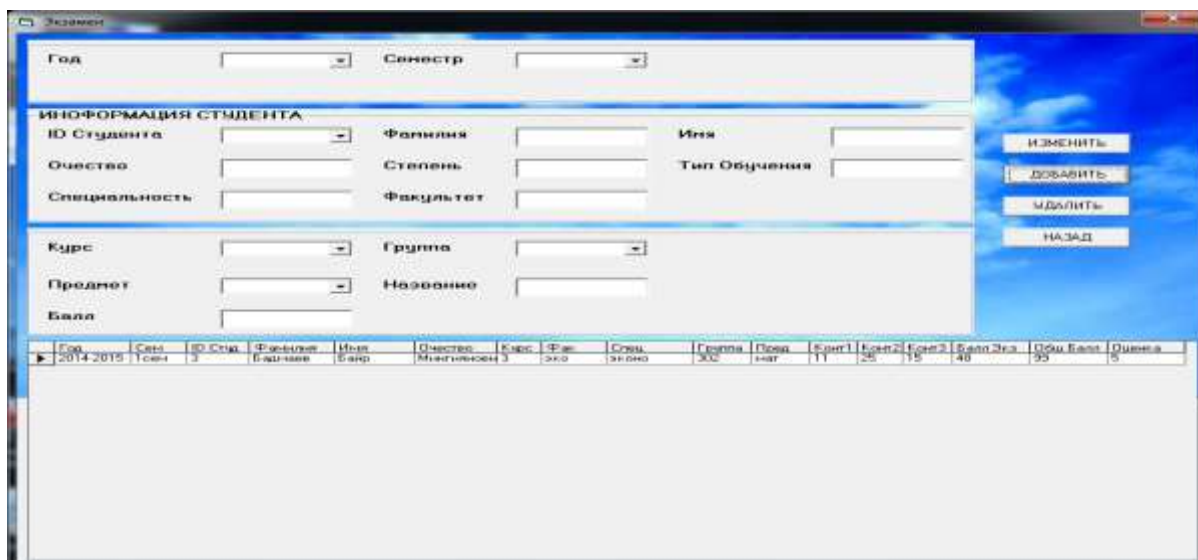 Экзамен
Год Семестр
ИНОФОРМАЦИЯ СТУДЕНТА
ID Студента Фамилия Имя
Очество Степень Тип Обучения
Специальность Факультет
Курс Группа
Предмет Название
Балл
ИЗМЕНИТЬ
ДОБАВИТЬ
УДАЛИТЬ
НАЗАД
Год Сем ID Студ Фамилия Имя Очество Курс Фак Спец Группа Пред Конт1 Конт2 Конт3 Балл Экз Общ Балл Оценка
2014-2015 1сем 3 Баир 3 эко эконо 302 мат 11 25 15 48 99 5